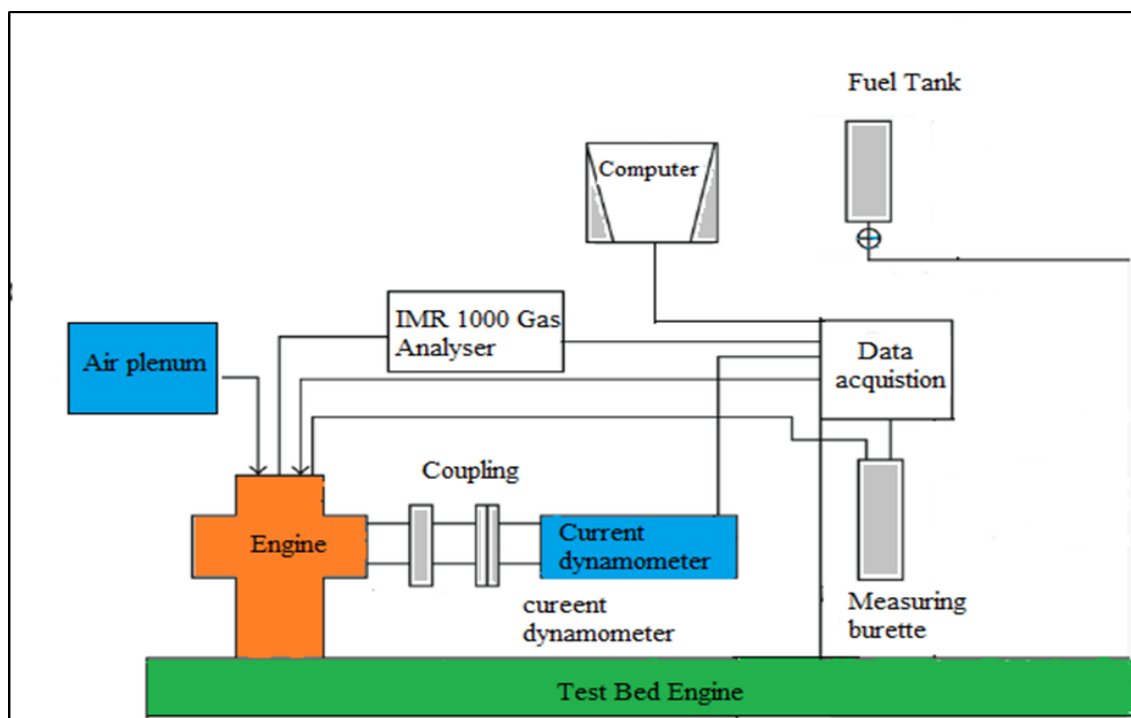 Fuel Tank
Computer
IMR 1000 Gas
Analyser
Air plenum
Data
acquistion
Coupling
Engine
Current
dynamometer
cureent
dynamometer
Measuring
burette
Test Bed Engine